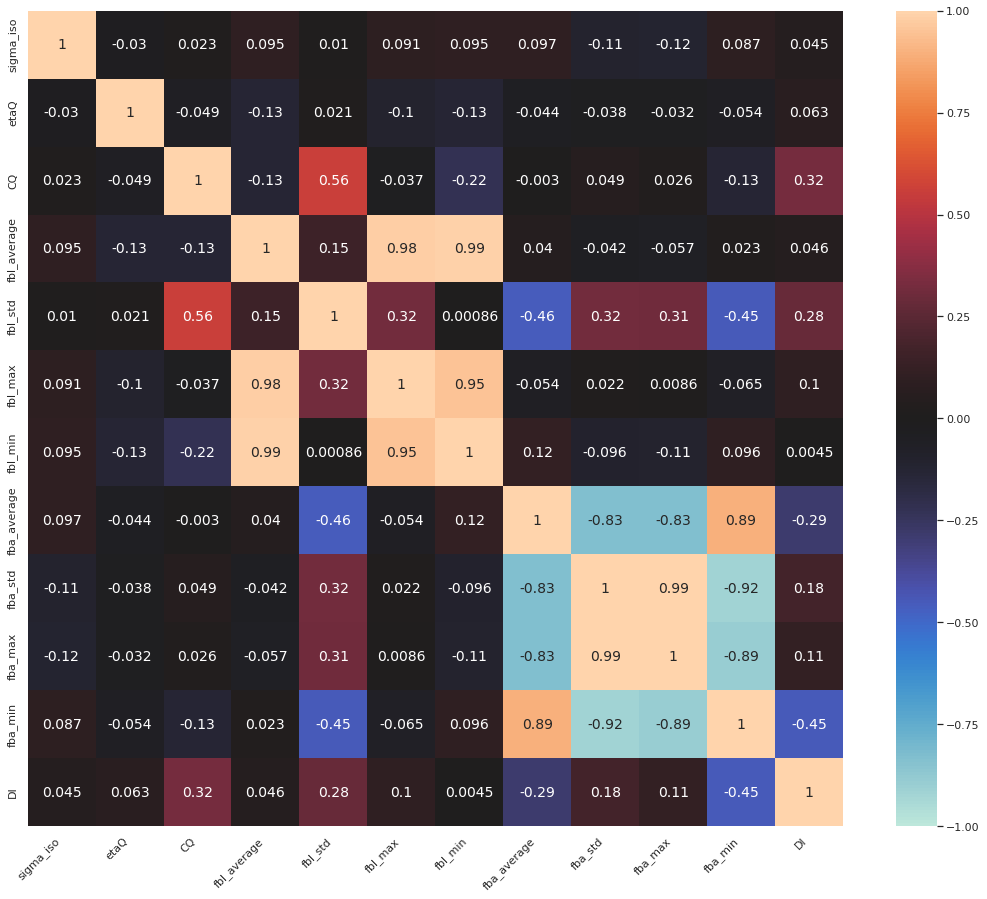 sigma_iso 1 -0.03 0.023 0.095 0.01 0.091 0.095 0.097 -0.11 -0.12 0.087 0.045
etaQ -0.03 1 -0.049 -0.13 0.021 -0.1 -0.13 -0.044 -0.038 -0.032 -0.054 0.063
CQ 0.023 -0.049 1 -0.13 0.56 -0.037 -0.22 -0.003 0.049 0.026 -0.13 0.32
fbl_average 0.095 -0.13 -0.13 1 0.15 0.98 0.99 0.04 -0.042 -0.057 0.023 0.046
fbl_std 0.01 0.021 0.56 0.15 1 0.32 0.00086 -0.46 0.32 0.31 -0.45 0.28
fbl_max 0.091 -0.1 -0.037 0.98 0.32 1 0.95 -0.054 0.022 0.0086 -0.065 0.1
fbl_min 0.095 -0.13 -0.22 0.99 0.00086 0.95 1 0.12 -0.096 -0.11 0.096 0.0045
fba_average 0.097 -0.044 -0.003 0.04 -0.46 -0.054 0.12 1 -0.83 -0.83 0.89 -0.29
fba_std -0.11 -0.038 0.049 -0.042 0.32 0.022 -0.096 -0.83 1 0.99 -0.92 0.18
fba_max -0.12 -0.032 0.026 -0.057 0.31 0.0086 -0.11 -0.83 0.99 1 -0.89 0.11
fba_min 0.087 -0.054 -0.13 0.023 -0.45 -0.065 0.096 0.89 -0.92 -0.89 1 -0.45
DI 0.045 0.063 0.32 0.046 0.28 0.1 0.0045 -0.29 0.18 0.11 -0.45 1
sigma_iso etaQ CQ fbl_average fbl_std fbl_max fbl_min fba_average fba_std fba_max fba_min DI
1.00
0.75
0.50
0.25
0.00
−0.25
−0.50
−0.75
−1.00